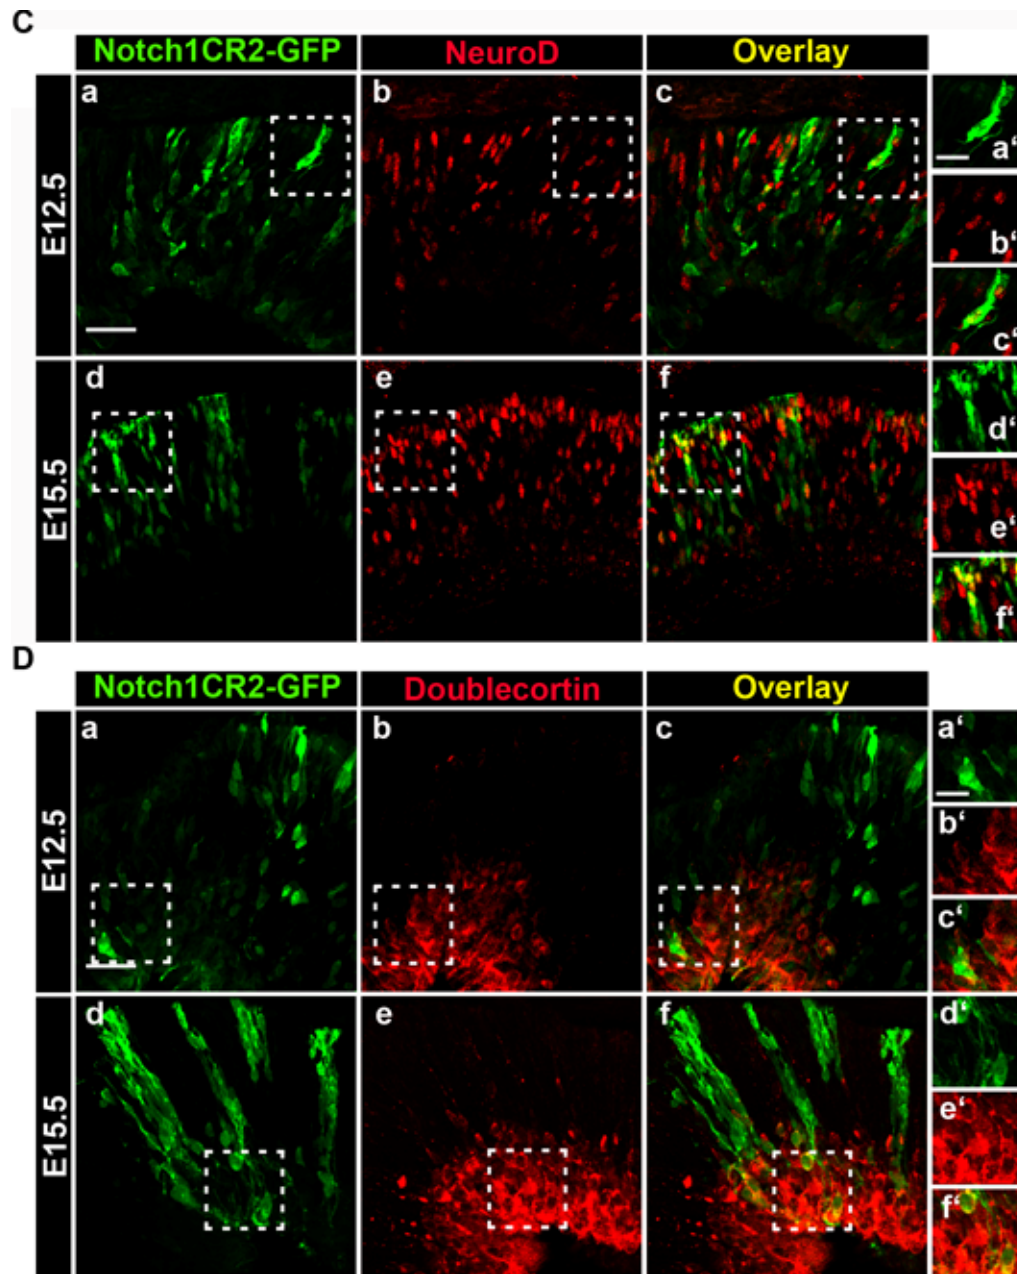 C
Notch1CR2-GFP NeuroD Overlay
E12.5
a b c
a‘
b‘
c‘
E15.5
d e f
d‘
e‘
f‘
D
Notch1CR2-GFP Doublecortin Overlay
E12.5
a b c
a‘
b‘
c‘
E15.5
d e f
d‘
e‘
f‘